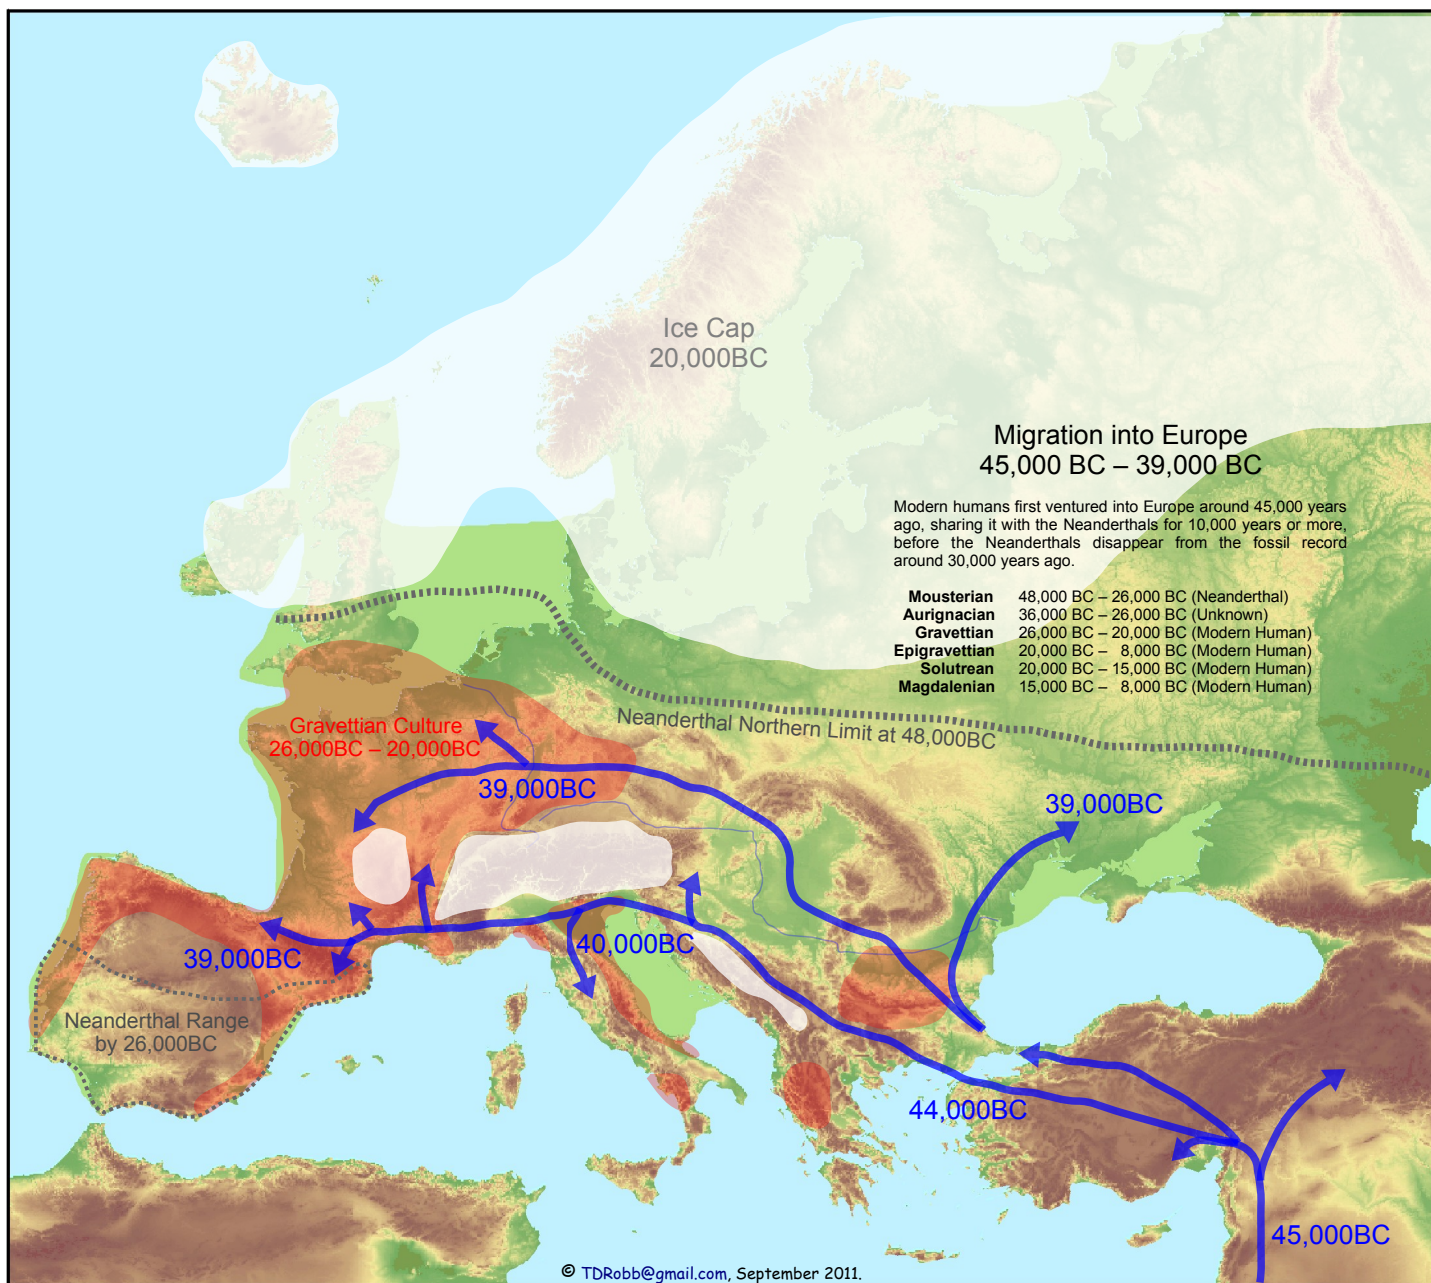 Ice Cap
20,000BC
Migration into Europe
45,000 BC – 39,000 BC
Modern humans first ventured into Europe around 45,000 years
ago, sharing it with the Neanderthals for 10,000 years or more,
before the Neanderthals disappear from the fossil record
around 30,000 years ago.
Mousterian 48,000 BC – 26,000 BC (Neanderthal)
Aurignacian 36,000 BC – 26,000 BC (Unknown)
Gravettian 26,000 BC – 20,000 BC (Modern Human)
Epigravettian 20,000 BC – 8,000 BC (Modern Human)
Solutrean 20,000 BC – 15,000 BC (Modern Human)
Magdalenian 15,000 BC – 8,000 BC (Modern Human)
Gravettian Culture
26,000BC – 20,000BC
Neanderthal Northern Limit at 48,000BC
39,000BC
39,000BC
39,000BC
40,000BC
Neanderthal Range
by 26,000BC
44,000BC
45,000BC
© TDRobb@gmail.com, September 2011.